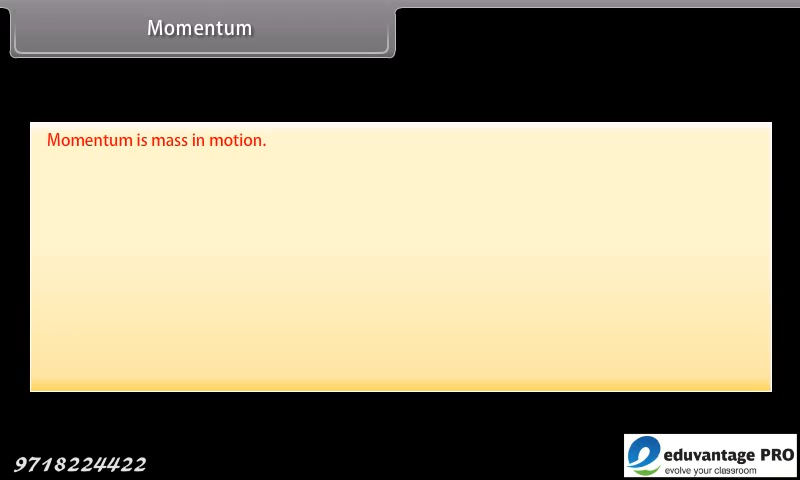 Momentum
Momentum is mass in motion.
9718224422
eduvantage PRO
evolve your classroom